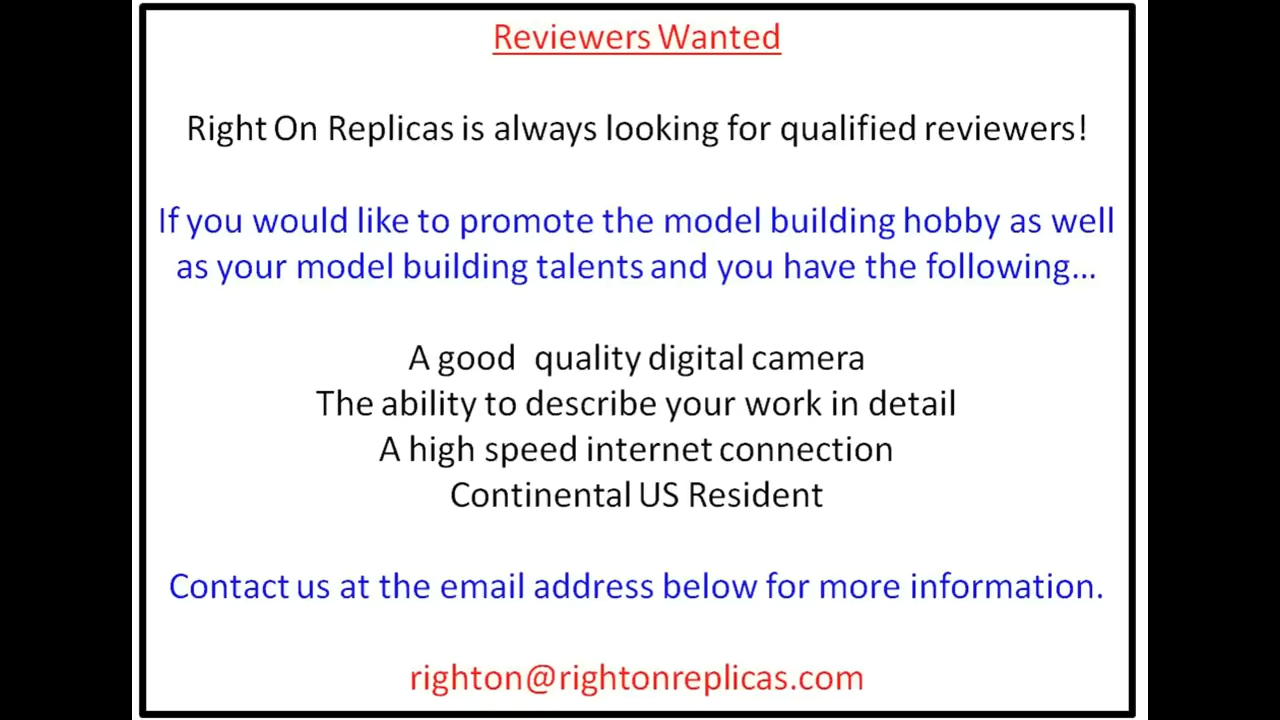 Reviewers Wanted
Right On Replicas is always looking for qualified reviewers!
If you would like to promote the model building hobby as well
as your model building talents and you have the following...
A good quality digital camera
The ability to describe your work in detail
A high speed internet connection
Continental US Resident
Contact us at the email address below for more information.
righton@rightonreplicas.com